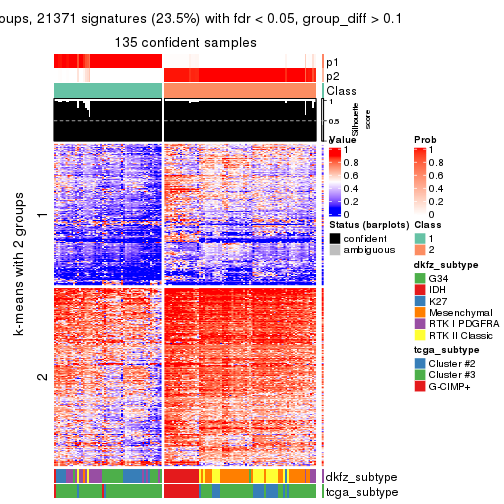 oups, 21371 signatures (23.5%) with fdr < 0.05, group_diff > 0.1
135 confident samples
p1
p2
Class
1
0.5
0
Silhouette
score
k-means with 2 groups
1
2
Value
1
0.8
0.6
0.4
0.2
0
Prob
1
0.8
0.6
0.4
0.2
0
Status (barplots)
confident
ambiguous
Class
1
2
dkfz_subtype
G34
IDH
K27
Mesenchymal
RTK I PDGFRA
RTK II Classic
tcga_subtype
Cluster #2
Cluster #3
G-CIMP+
dkfz_subtype
tcga_subtype